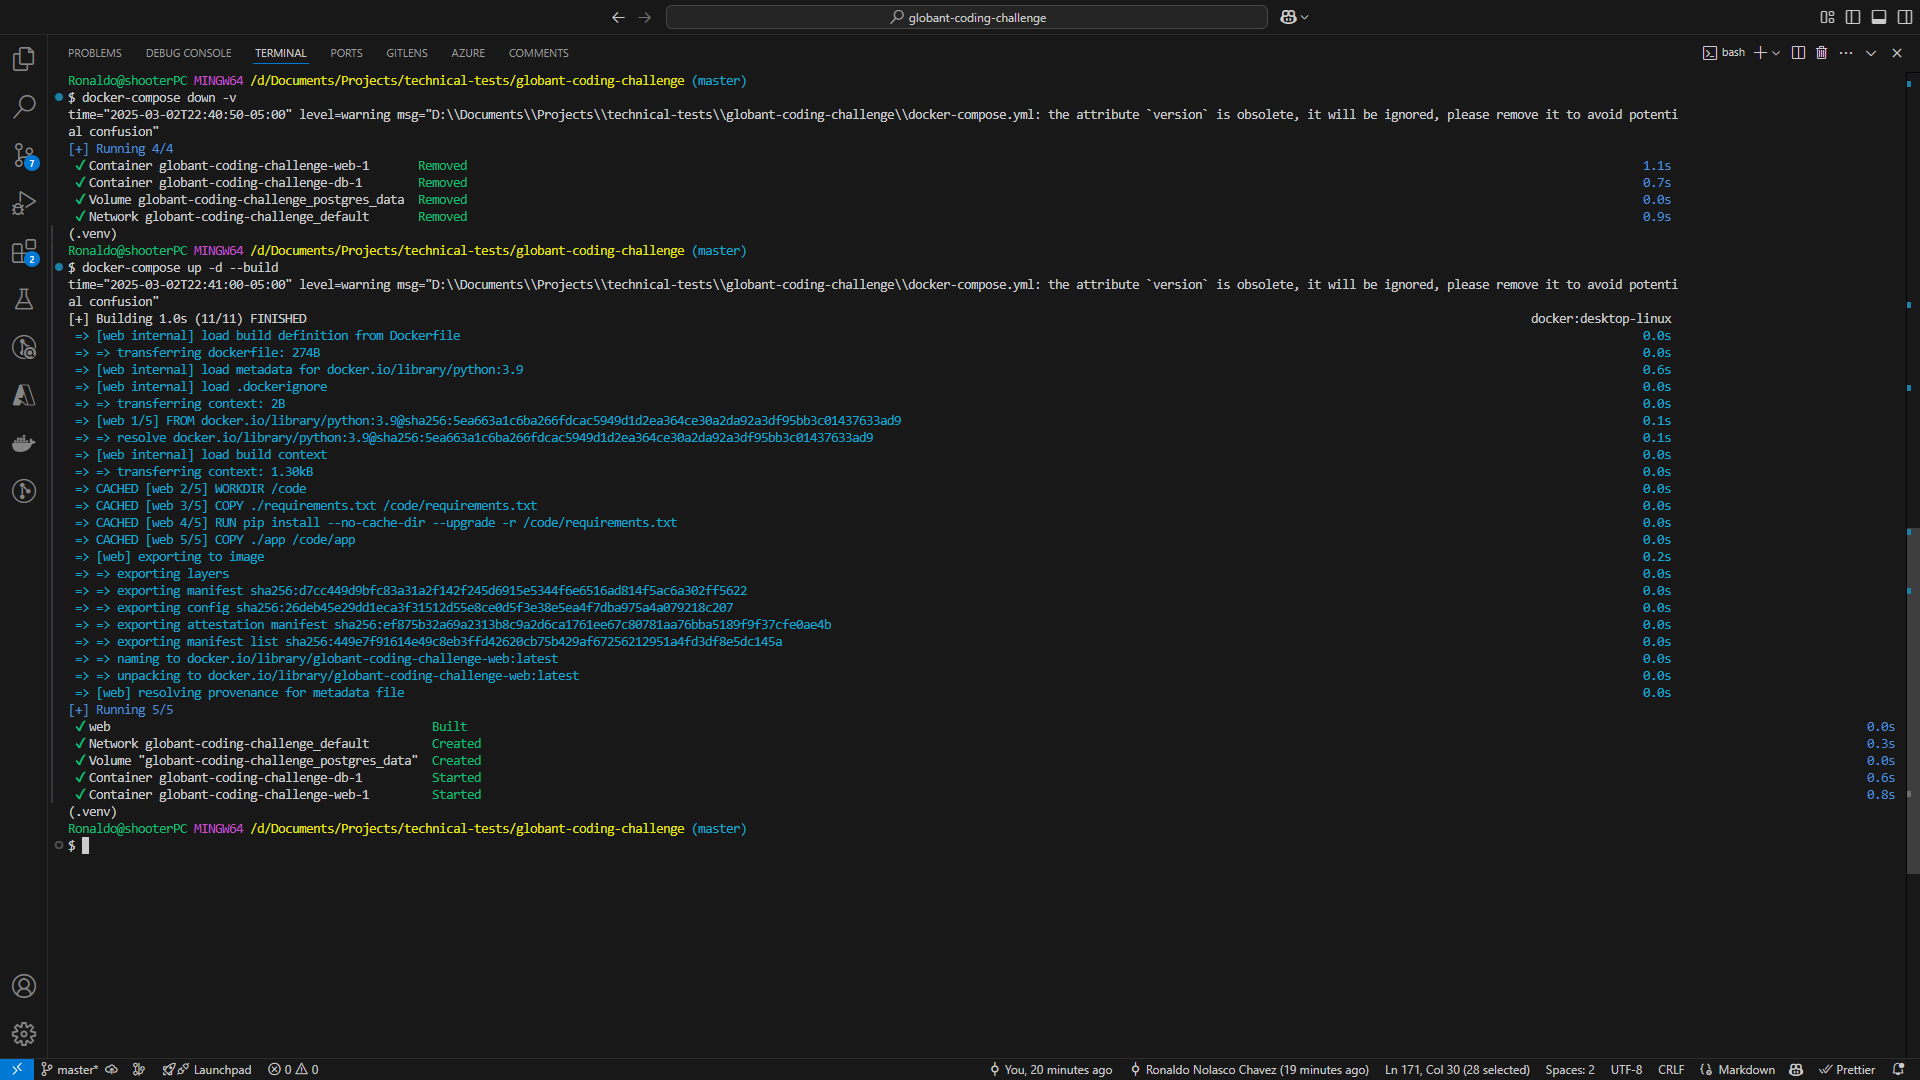 globant-coding-challenge
PROBLEMS DEBUG CONSOLE TERMINAL PORTS GITLENS AZURE COMMENTS bash
Ronaldo@shooterPC MINGW64 /d/Documents/Projects/technical-tests/globant-coding-challenge (master)
$ docker-compose down -v
time="2025-03-02T22:40:50-05:00" level=warning msg="D:\\Documents\\Projects\\technical-tests\\globant-coding-challenge\\docker-compose.yml: the attribute `version` is obsolete, it will be ignored, please remove it to avoid potenti
al confusion"
[+] Running 4/4
✔ Container globant-coding-challenge-web-1 Removed 1.1s
✔ Container globant-coding-challenge-db-1 Removed 0.7s
✔ Volume globant-coding-challenge_postgres_data Removed 0.0s
✔ Network globant-coding-challenge_default Removed 0.9s
(.venv)
Ronaldo@shooterPC MINGW64 /d/Documents/Projects/technical-tests/globant-coding-challenge (master)
$ docker-compose up -d --build
time="2025-03-02T22:41:00-05:00" level=warning msg="D:\\Documents\\Projects\\technical-tests\\globant-coding-challenge\\docker-compose.yml: the attribute `version` is obsolete, it will be ignored, please remove it to avoid potenti
al confusion"
[+] Building 1.0s (11/11) FINISHED docker:desktop-linux
=> [web internal] load build definition from Dockerfile 0.0s
=> => transferring dockerfile: 274B 0.0s
=> [web internal] load metadata for docker.io/library/python:3.9 0.6s
=> [web internal] load .dockerignore 0.0s
=> => transferring context: 2B 0.0s
=> [web 1/5] FROM docker.io/library/python:3.9@sha256:5ea663a1c6ba266fdcac5949d1d2ea364ce30a2da92a3df95bb3c01437633ad9 0.1s
=> => resolve docker.io/library/python:3.9@sha256:5ea663a1c6ba266fdcac5949d1d2ea364ce30a2da92a3df95bb3c01437633ad9 0.1s
=> [web internal] load build context 0.0s
=> => transferring context: 1.30kB 0.0s
=> CACHED [web 2/5] WORKDIR /code 0.0s
=> CACHED [web 3/5] COPY ./requirements.txt /code/requirements.txt 0.0s
=> CACHED [web 4/5] RUN pip install --no-cache-dir --upgrade -r /code/requirements.txt 0.0s
=> CACHED [web 5/5] COPY ./app /code/app 0.0s
=> [web] exporting to image 0.2s
=> => exporting layers 0.0s
=> => exporting manifest sha256:d7cc449d9bfc83a31a2f142f245d6915e5344f6e6516ad814f5ac6a302ff5622 0.0s
=> => exporting config sha256:26deb45e29dd1eca3f31512d55e8ce0d5f3e38e5ea4f7dba975a4a079218c207 0.0s
=> => exporting attestation manifest sha256:ef875b32a69a2313b8c9a2d6ca1761ee67c80781aa76bba5189f9f37cfe0ae4b 0.0s
=> => exporting manifest list sha256:449e7f91614e49c8eb3ffd42620cb75b429af67256212951a4fd3df8e5dc145a 0.0s
=> => naming to docker.io/library/globant-coding-challenge-web:latest 0.0s
=> => unpacking to docker.io/library/globant-coding-challenge-web:latest 0.0s
=> [web] resolving provenance for metadata file 0.0s
[+] Running 5/5
✔ web Built 0.0s
✔ Network globant-coding-challenge_default Created 0.3s
✔ Volume "globant-coding-challenge_postgres_data" Created 0.0s
✔ Container globant-coding-challenge-db-1 Started 0.6s
✔ Container globant-coding-challenge-web-1 Started 0.8s
(.venv)
Ronaldo@shooterPC MINGW64 /d/Documents/Projects/technical-tests/globant-coding-challenge (master)
$
7
2
master* Launchpad 0 0 You, 20 minutes ago Ronaldo Nolasco Chavez (19 minutes ago) Ln 171, Col 30 (28 selected) Spaces: 2 UTF-8 CRLF {} Markdown Prettier